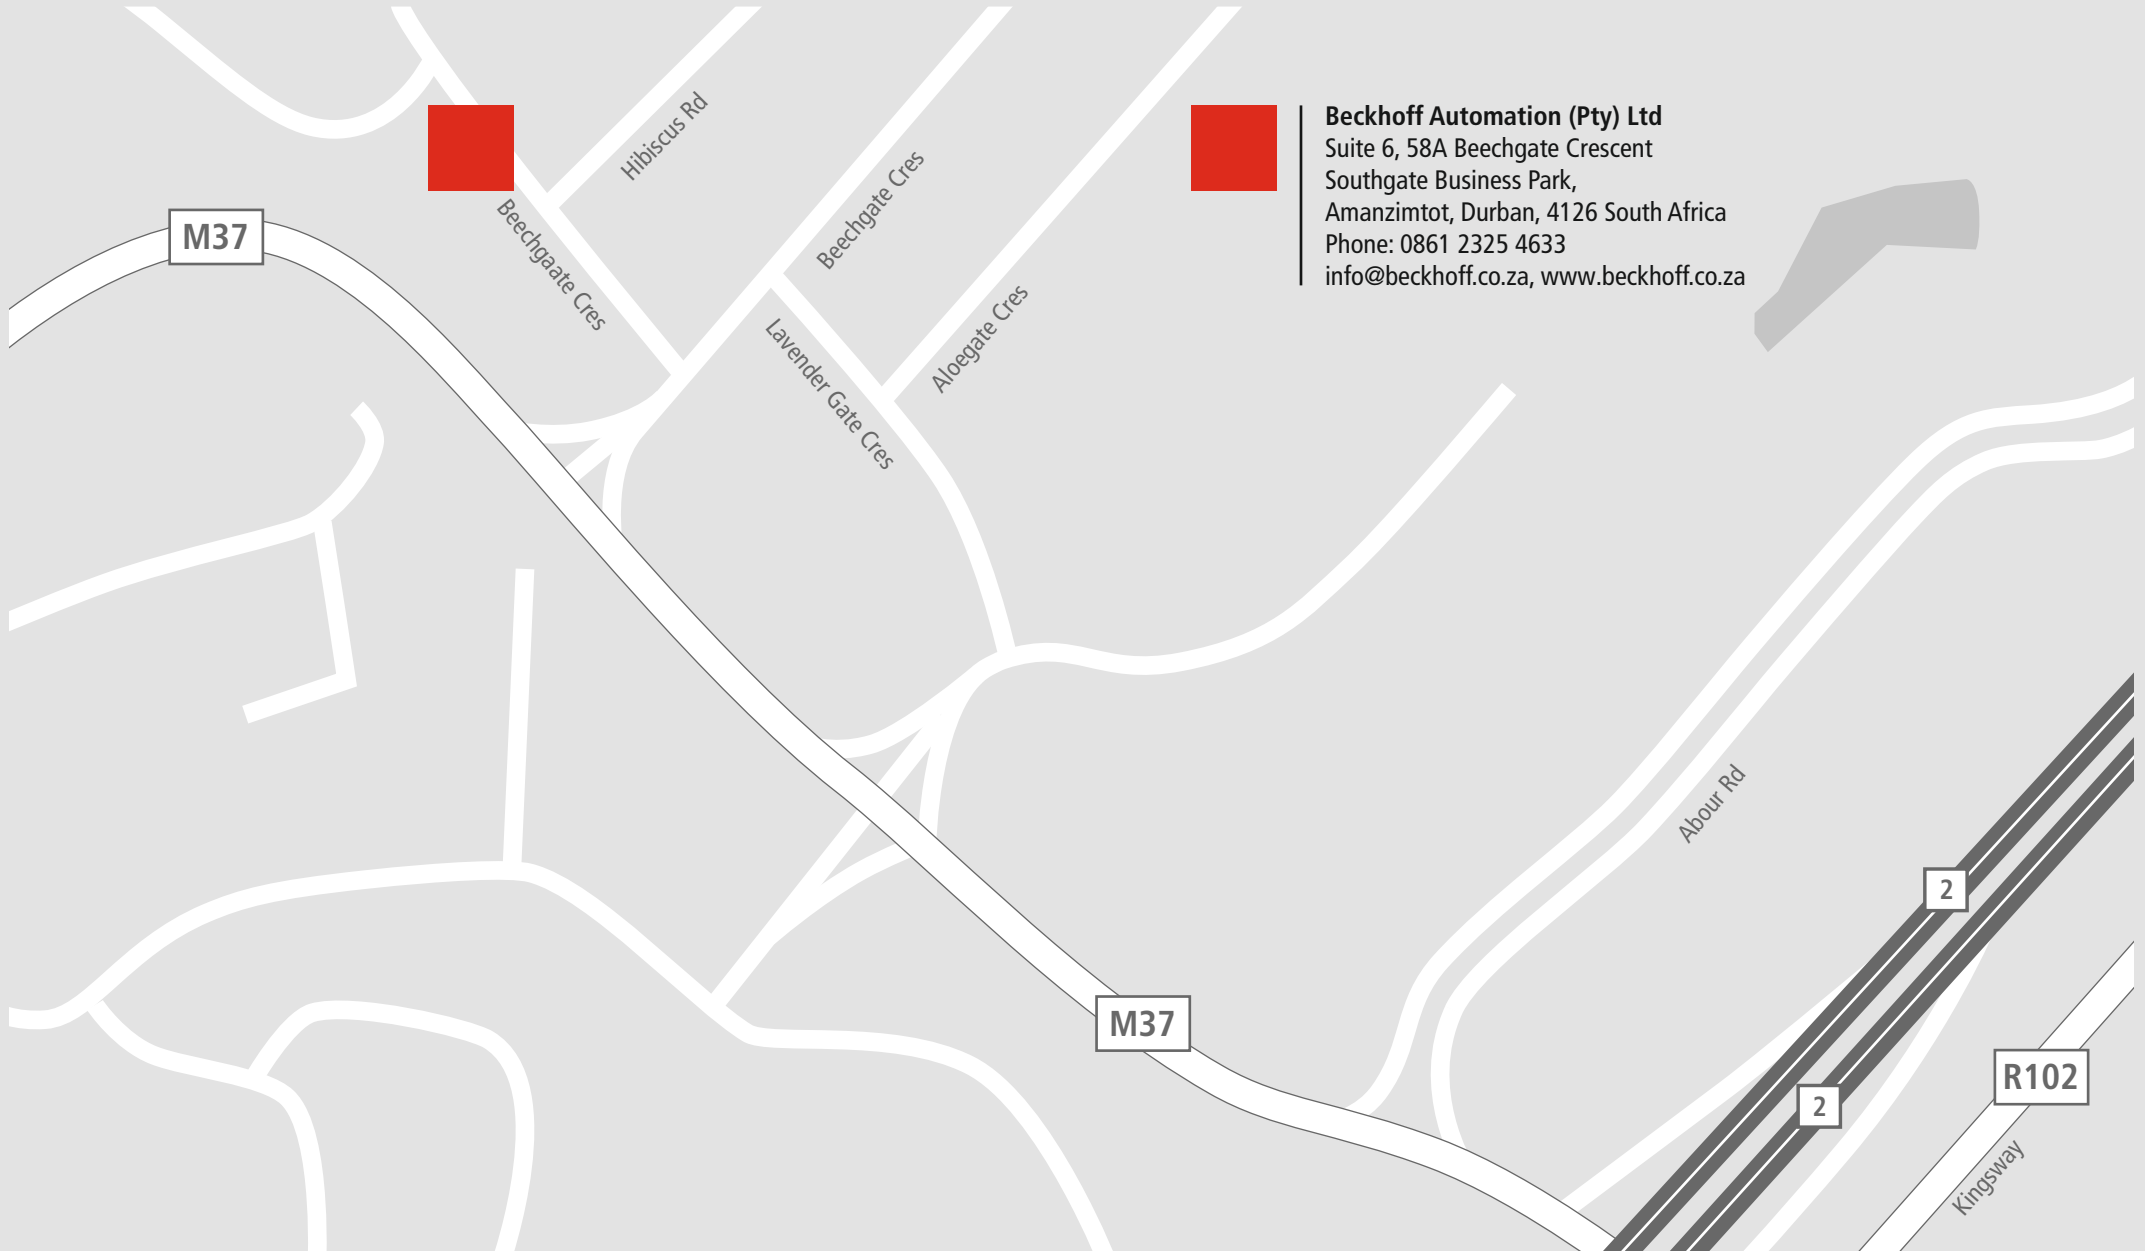 Hibiscus Rd
Beckhoff Automation (Pty) Ltd
Suite 6, 58A Beechgate Crescent
Southgate Business Park,
Amanzimtot, Durban, 4126 South Africa
Phone: 0861 2325 4633
info@beckhoff.co.za, www.beckhoff.co.za
M37
Beechgaate Cres
Beechgate Cres
Lavender Gate Cres
Aloegate Cres
Abour Rd
2
M37
R102
2
Kingsway